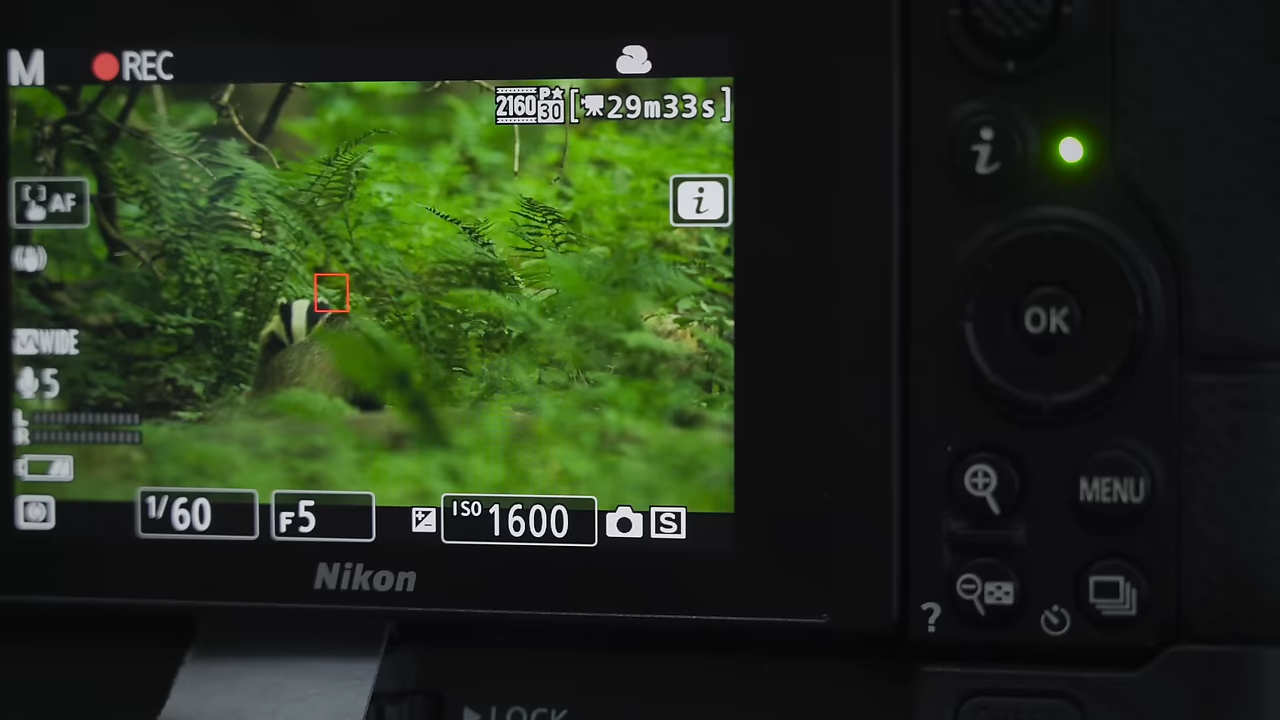 M REC
2160 P★ 30 [29m33s]
i
AF
i
WIDE
OK
5
L
R
MENU
1/60 F5 ISO 1600 S
Nikon
?
LOCK